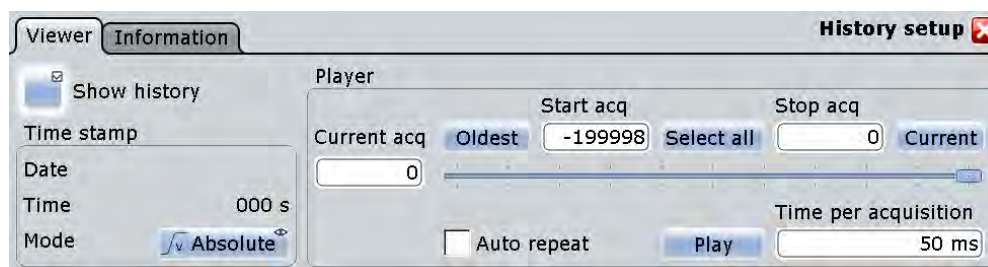 Viewer Information History setup
Show history
Player
Start acq Stop acq
Time stamp
Current acq Oldest -199998 Select all 0 Current
Date
0
Time 000 s
Time per acquisition
Mode Absolute Auto repeat Play 50 ms